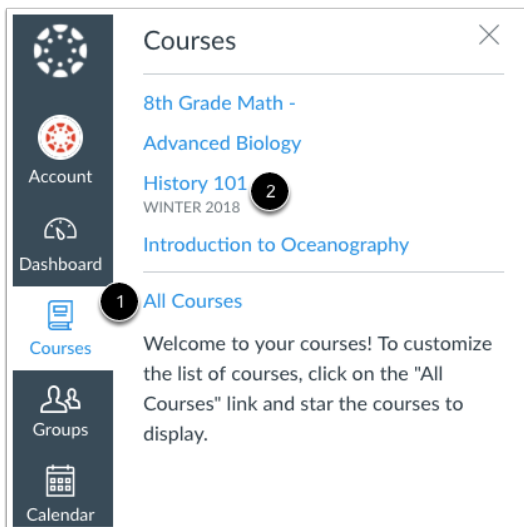 Courses
8th Grade Math -
Advanced Biology
History 101
2
WINTER 2018
Introduction to Oceanography
1
All Courses
Welcome to your courses! To customize
the list of courses, click on the "All
Courses" link and star the courses to
display.
Account
Dashboard
Courses
Groups
Calendar